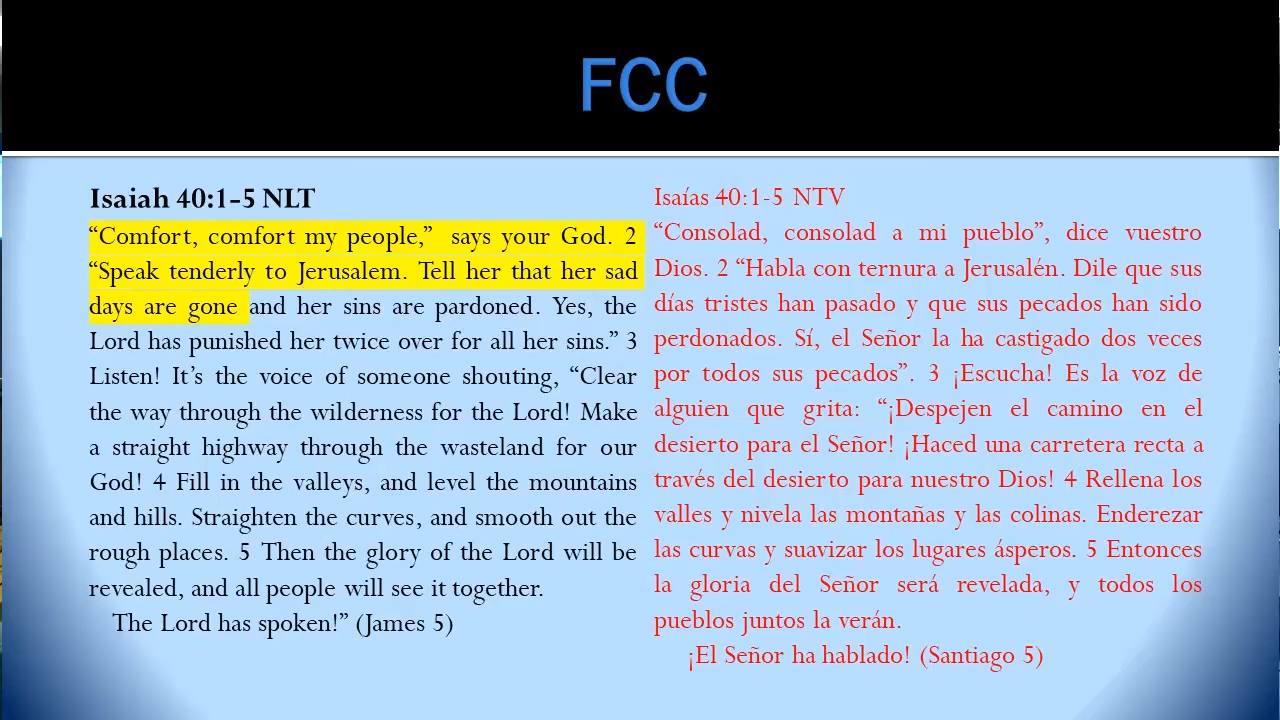 FCC
Isaiah 40:1-5 NLT
“Comfort, comfort my people,” says your God. 2
“Speak tenderly to Jerusalem. Tell her that her sad
days are gone and her sins are pardoned. Yes, the
Lord has punished her twice over for all her sins.” 3
Listen! It’s the voice of someone shouting, “Clear
the way through the wilderness for the Lord! Make
a straight highway through the wasteland for our
God! 4 Fill in the valleys, and level the mountains
and hills. Straighten the curves, and smooth out the
rough places. 5 Then the glory of the Lord will be
revealed, and all people will see it together.
The Lord has spoken!” (James 5)
Isaías 40:1-5 NTV
“Consolad, consolad a mi pueblo”, dice vuestro
Dios. 2 “Habla con ternura a Jerusalén. Dile que sus
días tristes han pasado y que sus pecados han sido
perdonados. Sí, el Señor la ha castigado dos veces
por todos sus pecados”. 3 ¡Escucha! Es la voz de
alguien que grita: “¡Despejen el camino en el
desierto para el Señor! ¡Haced una carretera recta a
través del desierto para nuestro Dios! 4 Rellena los
valles y nivela las montañas y las colinas. Enderezar
las curvas y suavizar los lugares ásperos. 5 Entonces
la gloria del Señor será revelada, y todos los
pueblos juntos la verán.
¡El Señor ha hablado! (Santiago 5)